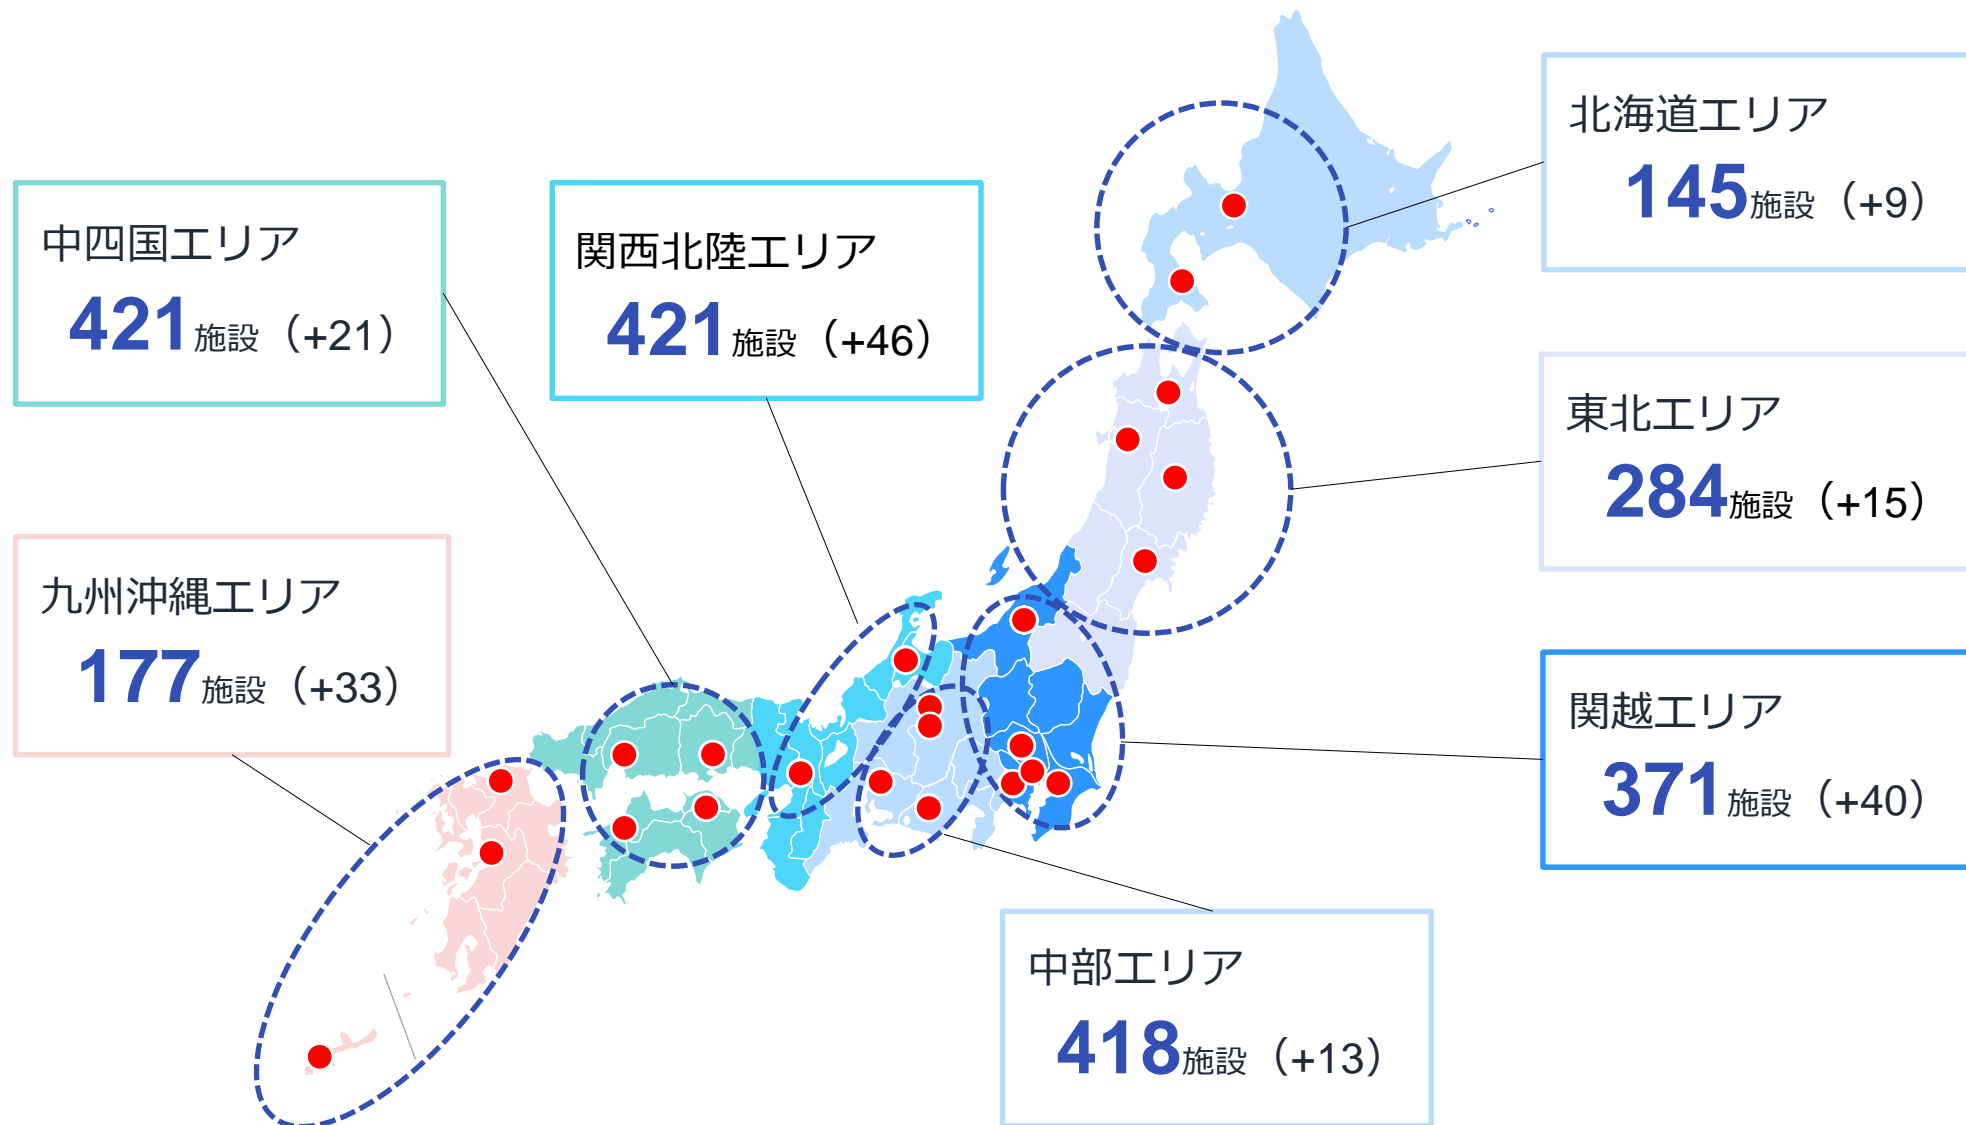 北海道エリア
145施設（+9）
中四国エリア
421施設（+21）
関西北陸エリア
421施設（+46）
東北エリア
284施設（+15）
九州沖縄エリア
177施設（+33）
関越エリア
371施設（+40）
中部エリア
418施設（+13）